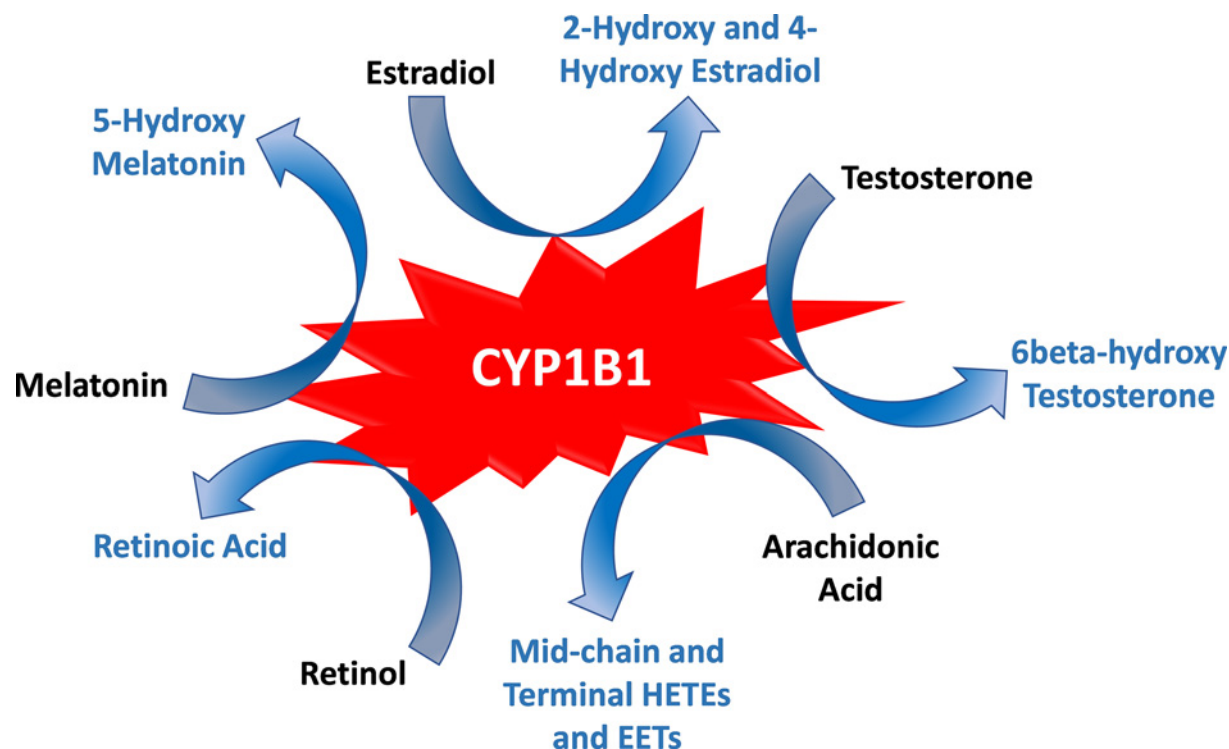 Estradiol
2-Hydroxy and 4-
Hydroxy Estradiol
5-Hydroxy
Melatonin
Testosterone
CYP1B1
6beta-hydroxy
Testosterone
Melatonin
Retinoic Acid
Arachidonic
Acid
Retinol
Mid-chain and
Terminal HETEs
and EETs